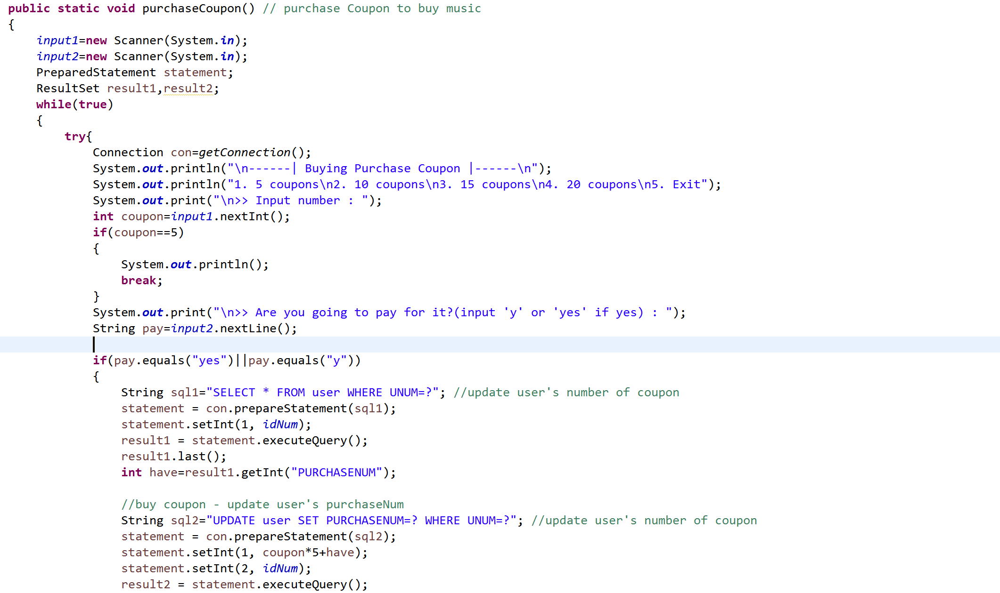 public static void purchaseCoupon() // purchase Coupon to buy music
{
    input1=new Scanner(System.in);
    input2=new Scanner(System.in);
    PreparedStatement statement;
    ResultSet result1,result2;
    while(true)
    {
        try{
            Connection con=getConnection();
            System.out.println("\n------| Buying Purchase Coupon |------\n");
            System.out.println("1. 5 coupons\n2. 10 coupons\n3. 15 coupons\n4. 20 coupons\n5. Exit");
            System.out.print("\n>> Input number : ");
            int coupon=input1.nextInt();
            if(coupon==5)
            {
                System.out.println();
                break;
            }
            System.out.print("\n>> Are you going to pay for it?(input 'y' or 'yes' if yes) : ");
            String pay=input2.nextLine();

            if(pay.equals("yes")||pay.equals("y"))
            {
                String sql1="SELECT * FROM user WHERE UNUM=?"; //update user's number of coupon
                statement = con.prepareStatement(sql1);
                statement.setInt(1, idNum);
                result1 = statement.executeQuery();
                result1.last();
                int have=result1.getInt("PURCHASENUM");

                //buy coupon - update user's purchaseNum
                String sql2="UPDATE user SET PURCHASENUM=? WHERE UNUM=?"; //update user's number of coupon
                statement = con.prepareStatement(sql2);
                statement.setInt(1, coupon*5+have);
                statement.setInt(2, idNum);
                result2 = statement.executeQuery();